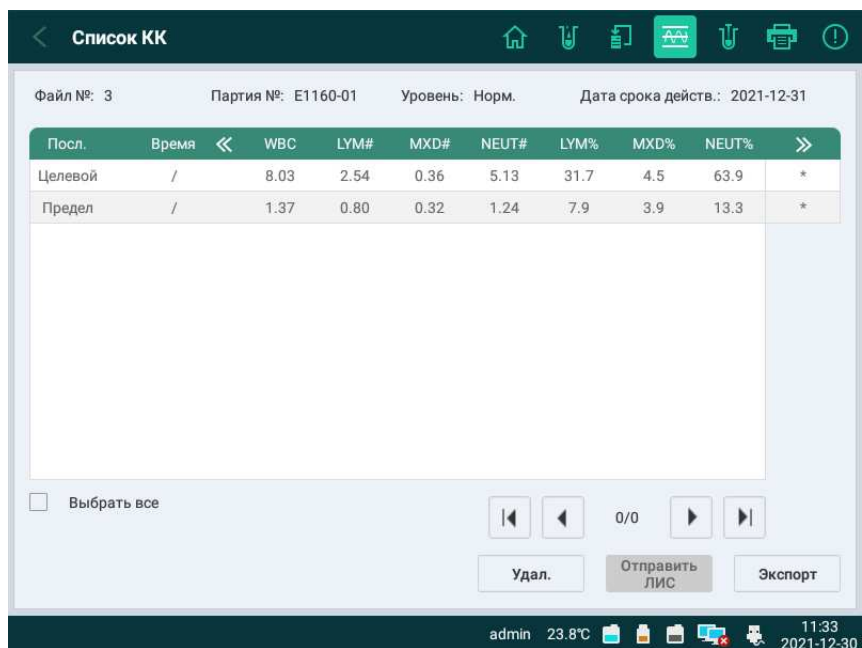 Список КК
Файл №: 3 Партия №: E1160-01 Уровень: Норм. Дата срока действ.: 2021-12-31
Посл. Время WBC LYM# MXD# NEUT# LYM% MXD% NEUT%
Целевой / 8.03 2.54 0.36 5.13 31.7 4.5 63.9 *
Предел / 1.37 0.80 0.32 1.24 7.9 3.9 13.3 *
Выбрать все
0/0
Удал. Отправить ЛИС Экспорт
admin 23.8℃ 11:33
2021-12-30